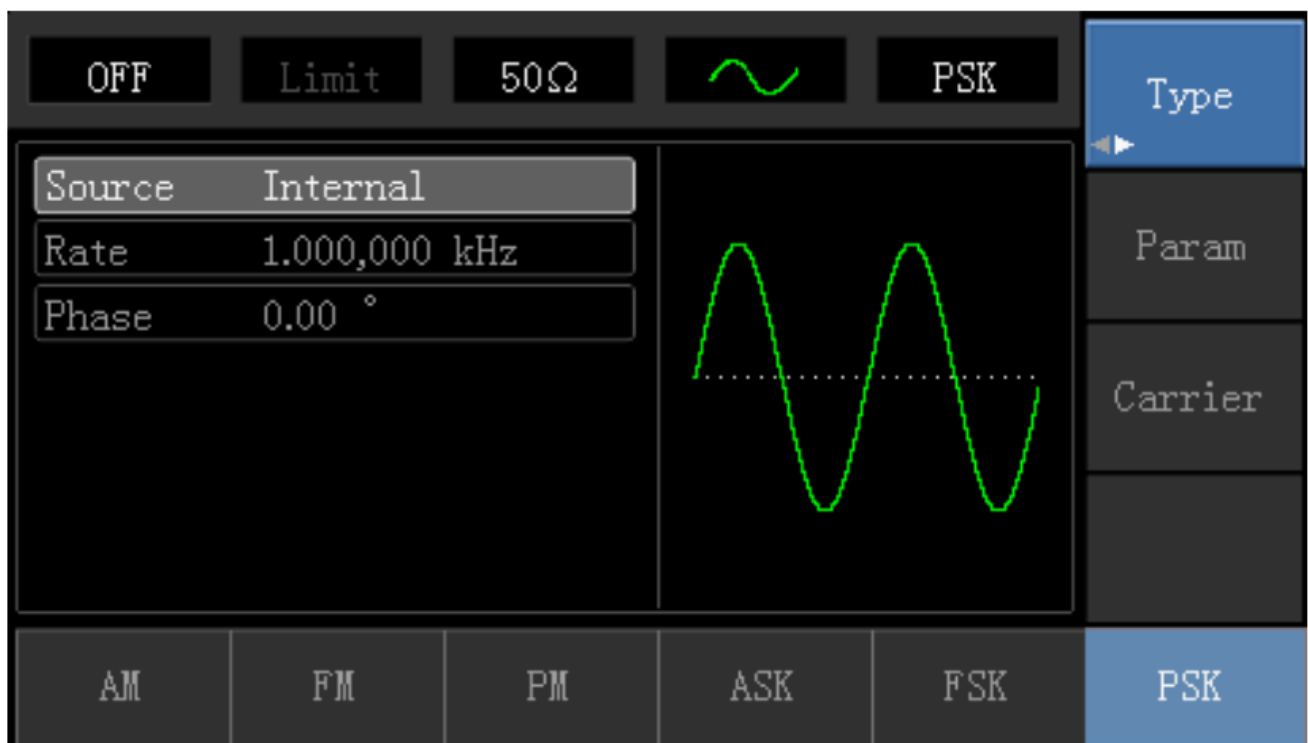 OFF Limit 50Ω PSK
Type
Source Internal
Rate 1.000,000 kHz
Phase 0.00 °
Param
Carrier
AM FM PM ASK FSK PSK